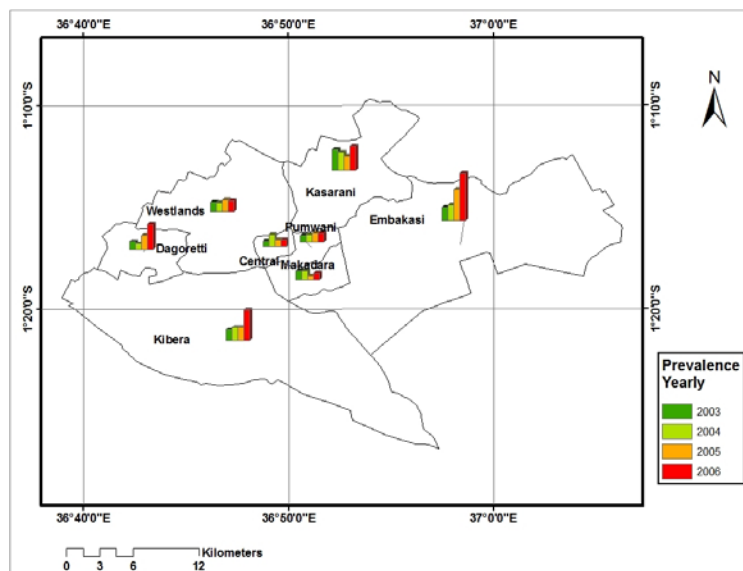 36°40'0"E 36°50'0"E 37°0'0"E
N
1°10'0"S 1°10'0"S
Kasarani
Westlands Pumwani Embakasi
Dagoretti Central Makadara
1°20'0"S 1°20'0"S
Kibera
Prevalence
Yearly
2003
2004
2005
2006
36°40'0"E 36°50'0"E 37°0'0"E
Kilometers
0 3 6 12